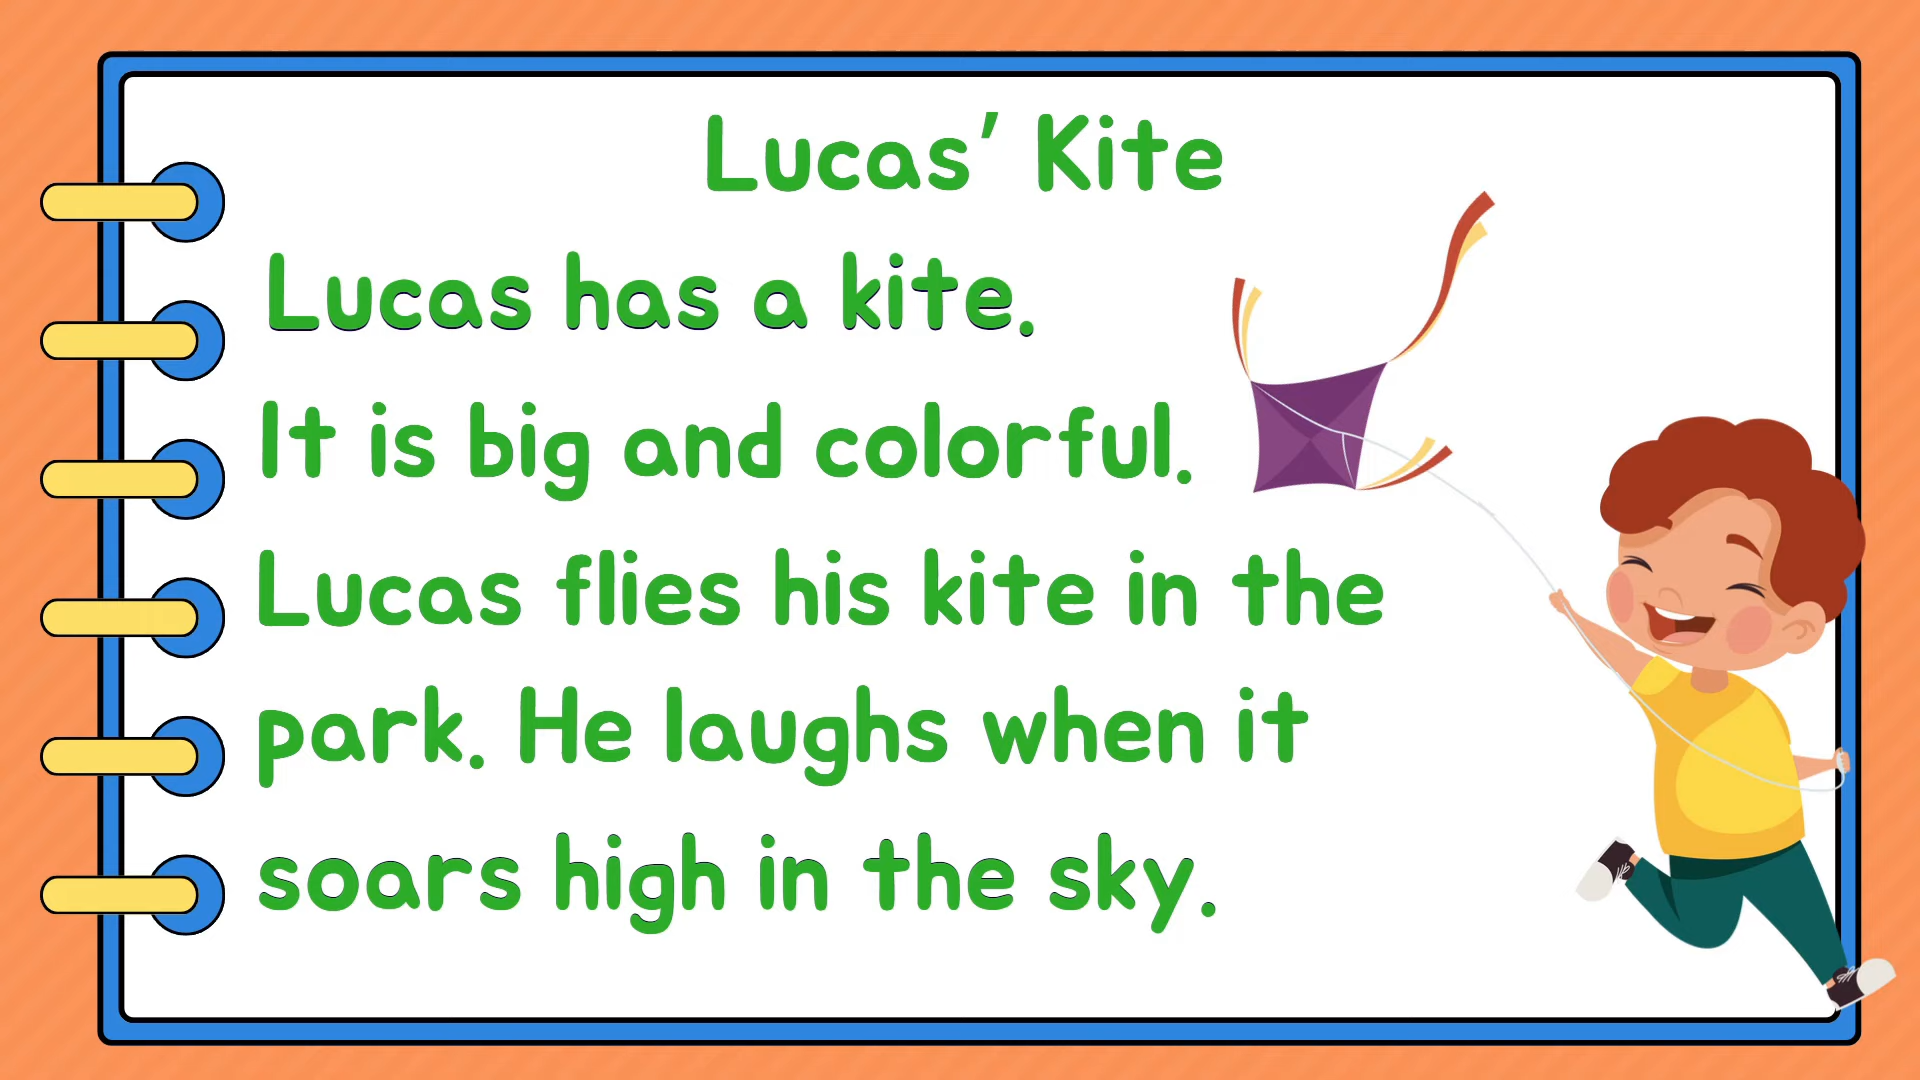 Lucas’ Kite
Lucas has a kite.
It is big and colorful.
Lucas flies his kite in the
park. He laughs when it
soars high in the sky.